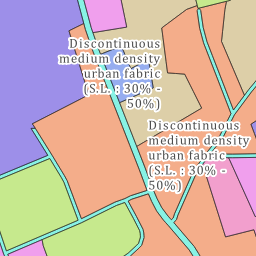 Discontinuous
medium density
urban fabric
(S.L. : 30% -
50%)
Discontinuous
medium density
urban fabric
(S.L. : 30% -
50%)